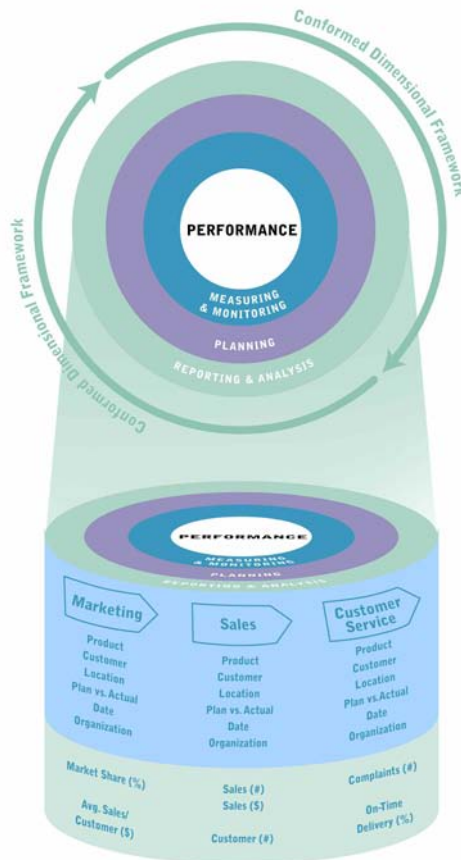 Conformed Dimensional Framework
Conformed Dimensional Framework
PERFORMANCE
MEASURING
& MONITORING
PLANNING
REPORTING & ANALYSIS
PERFORMANCE
MEASURING
& MONITORING
PLANNING
REPORTING & ANALYSIS
Marketing
Product
Customer
Location
Plan vs. Actual
Date
Organization
Sales
Product
Customer
Location
Plan vs. Actual
Date
Organization
Customer
Service
Product
Customer
Location
Plan vs. Actual
Date
Organization
Market Share (%)
Avg. Sales/
Customer ($)
Sales (#)
Sales ($)
Customer (#)
Complaints (#)
On-Time
Delivery (%)